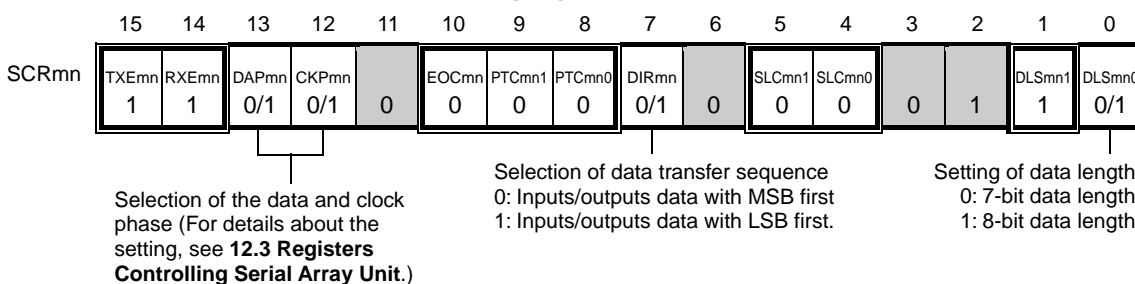 15 14 13 12 11 10 9 8 7 6 5 4 3 2 1 0
SCRmn
TXEmn RXEmn DAPmn CKPmn EOCmn PTCmn1 PTCmn0 DIRmn SLCmn1 SLCmn0 DLSmn1 DLSmn0
1 1 0/1 0/1 0 0 0 0 0/1 0 0 0 0 1 1 0/1
Selection of the data and clock
phase (For details about the
setting, see 12.3 Registers
Controlling Serial Array Unit.)
Selection of data transfer sequence
0: Inputs/outputs data with MSB first
1: Inputs/outputs data with LSB first.
Setting of data length
0: 7-bit data length
1: 8-bit data length